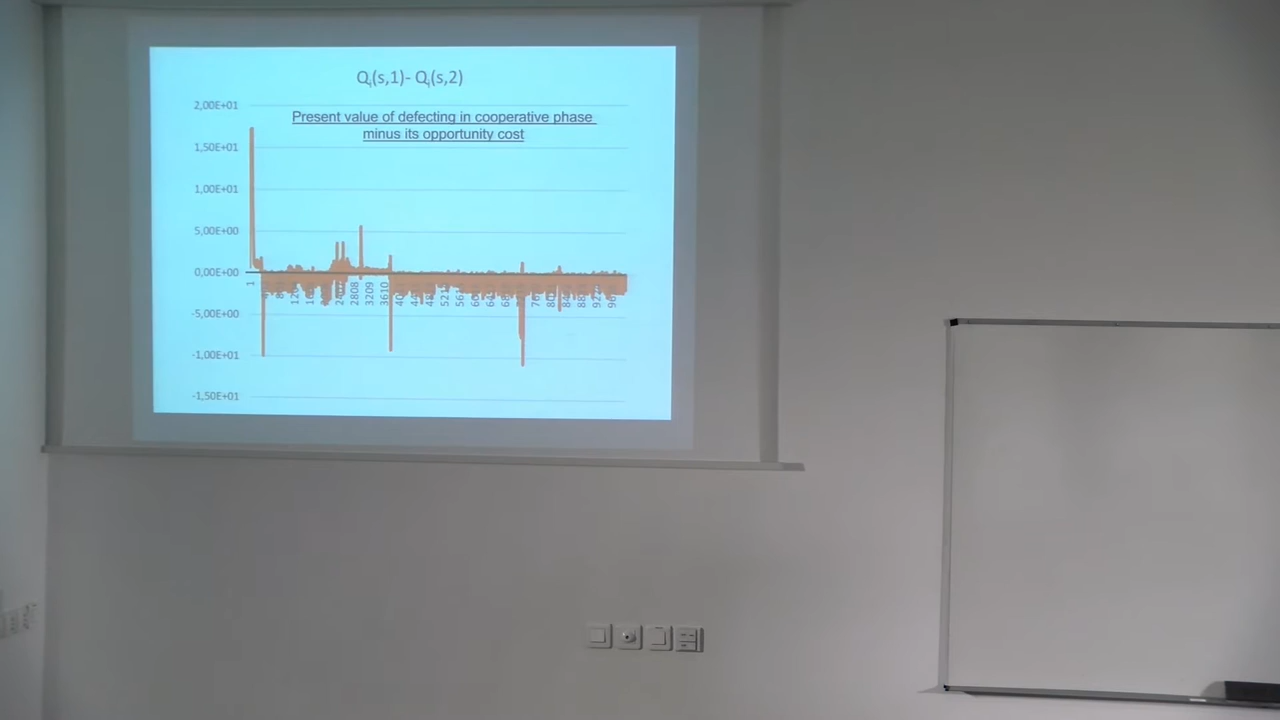 Qᵢ(s,1)- Qᵢ(s,2)
Present value of defecting in cooperative phase
minus its opportunity cost
2,00E+01
1,50E+01
1,00E+01
5,00E+00
0,00E+00
-5,00E+00
-1,00E+01
-1,50E+01
1
2808
3209
3610